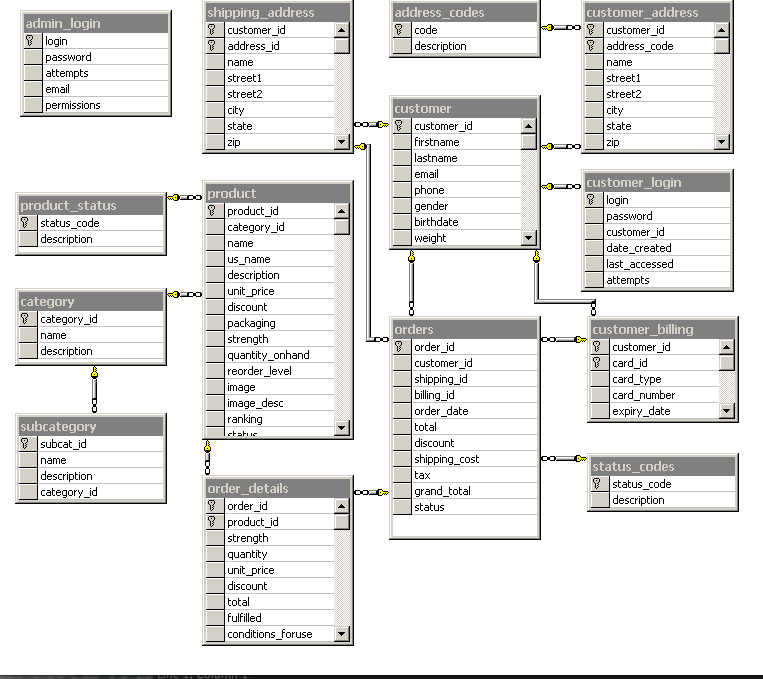 admin_login
login
password
attempts
email
permissions
shipping_address
customer_id
address_id
name
street1
street2
city
state
zip
address_codes
code
description
customer_address
customer_id
address_code
name
street1
street2
city
state
zip
customer
customer_id
firstname
lastname
email
phone
gender
birthdate
weight
customer_login
login
password
customer_id
date_created
last_accessed
attempts
product_status
status_code
description
product
product_id
category_id
name
us_name
description
unit_price
discount
packaging
strength
quantity_onhand
reorder_level
image
image_desc
ranking
status
category
category_id
name
description
subcategory
subcat_id
name
description
category_id
orders
order_id
customer_id
shipping_id
billing_id
order_date
total
discount
shipping_cost
tax
grand_total
status
customer_billing
customer_id
card_id
card_type
card_number
expiry_date
status_codes
status_code
description
order_details
order_id
product_id
strength
quantity
unit_price
discount
total
fulfilled
conditions_foruse
Line 1, Column 1